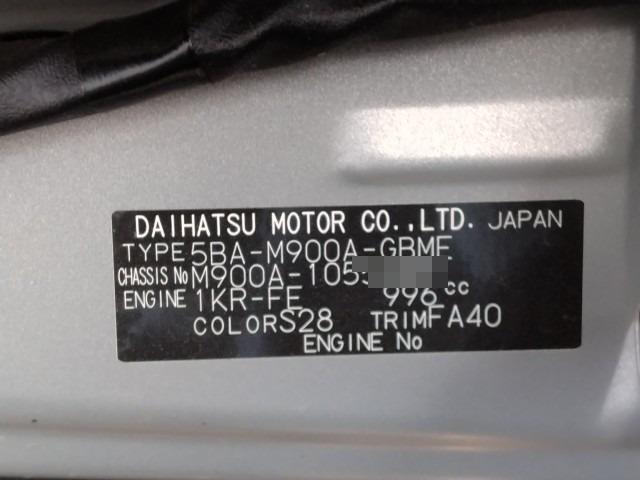 DAIHATSU MOTOR CO.,LTD. JAPAN
TYPE 5BA-M900A-GBME
CHASSIS No M900A-105
ENGINE 1KR-FE 996 cc
COLOR S28 TRIM FA40
ENGINE No